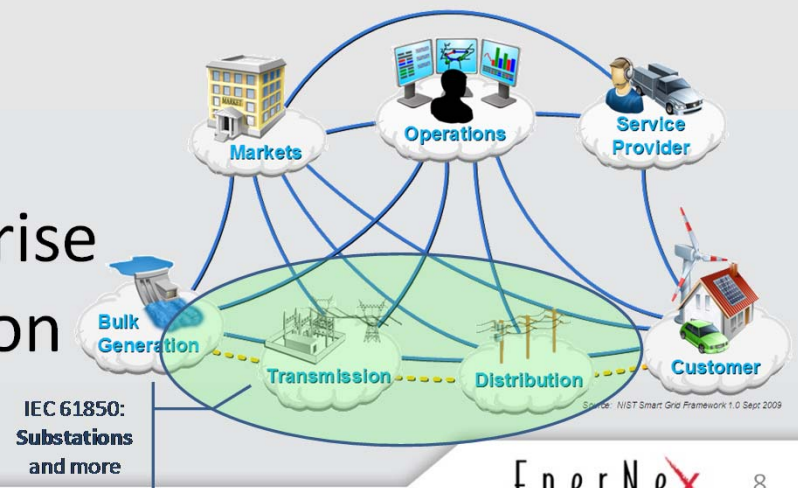 MARKET
Markets
Operations
Service
Provider
rise
on
Bulk
Generation
Transmission
Distribution
Customer
Source: NIST Smart Grid Framework 1.0 Sept 2009
IEC 61850:
Substations
and more
EnerNex
8